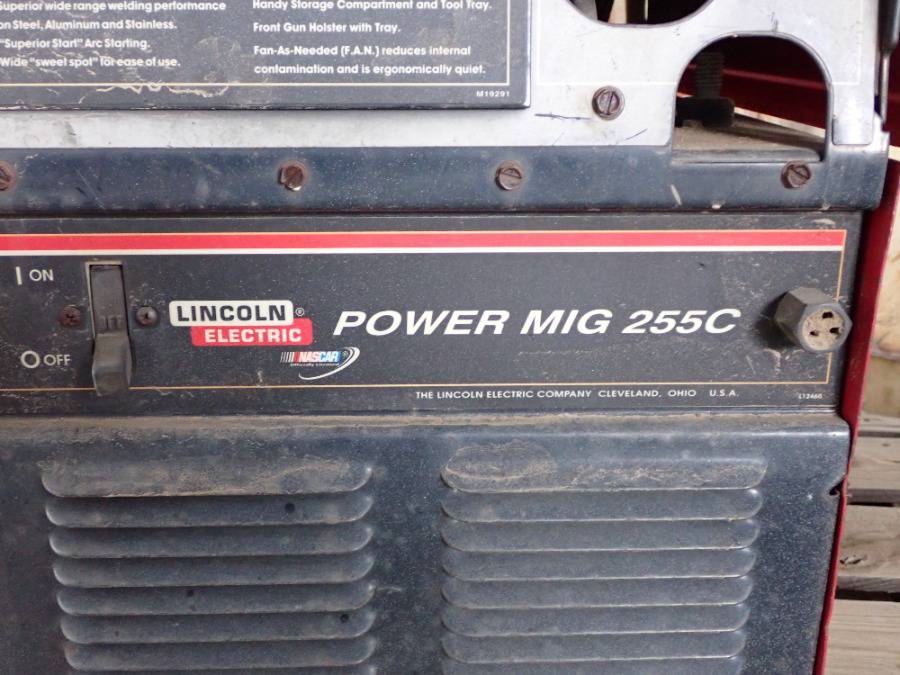 Superior wide range welding performance
on Steel, Aluminum and Stainless.
"Superior Start" Arc Starting.
Wide "sweet spot" for ease of use.
Handy Storage Compartment and Tool Tray.
Front Gun Holster with Tray.
Fan-As-Needed (F.A.N.) reduces internal
contamination and is ergonomically quiet.
M19291
ON
OFF
LINCOLN ®
ELECTRIC
NASCAR ®
POWER MIG 255C
THE LINCOLN ELECTRIC COMPANY CLEVELAND, OHIO U.S.A.